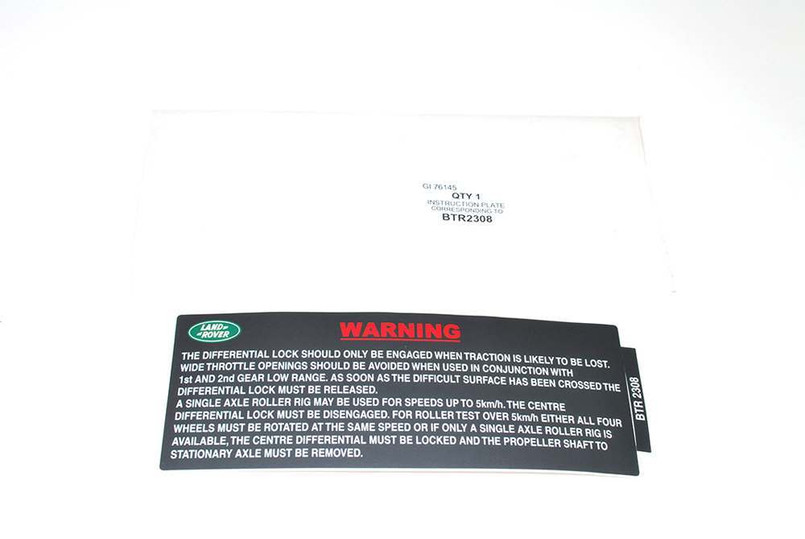 GI 76145
QTY 1
INSTRUCTION PLATE
CORRESPONDING TO
BTR2308
LAND
ROVER
WARNING
THE DIFFERENTIAL LOCK SHOULD ONLY BE ENGAGED WHEN TRACTION IS LIKELY TO BE LOST.
WIDE THROTTLE OPENINGS SHOULD BE AVOIDED WHEN USED IN CONJUNCTION WITH
1st AND 2nd GEAR LOW RANGE. AS SOON AS THE DIFFICULT SURFACE HAS BEEN CROSSED THE
DIFFERENTIAL LOCK MUST BE RELEASED.
A SINGLE AXLE ROLLER RIG MAY BE USED FOR SPEEDS UP TO 5km/h. THE CENTRE
DIFFERENTIAL LOCK MUST BE DISENGAGED. FOR ROLLER TEST OVER 5km/h EITHER ALL FOUR
WHEELS MUST BE ROTATED AT THE SAME SPEED OR IF ONLY A SINGLE AXLE ROLLER RIG IS
AVAILABLE, THE CENTRE DIFFERENTIAL MUST BE LOCKED AND THE PROPELLER SHAFT TO
STATIONARY AXLE MUST BE REMOVED.
BTR 2308